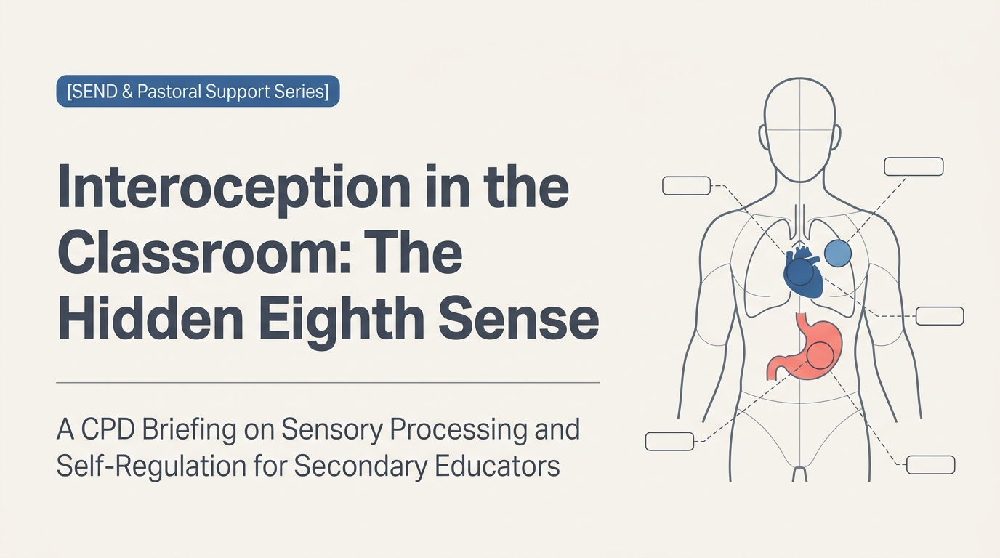 [SEND & Pastoral Support Series]
Interoception in the
Classroom: The
Hidden Eighth Sense
A CPD Briefing on Sensory Processing and
Self-Regulation for Secondary Educators